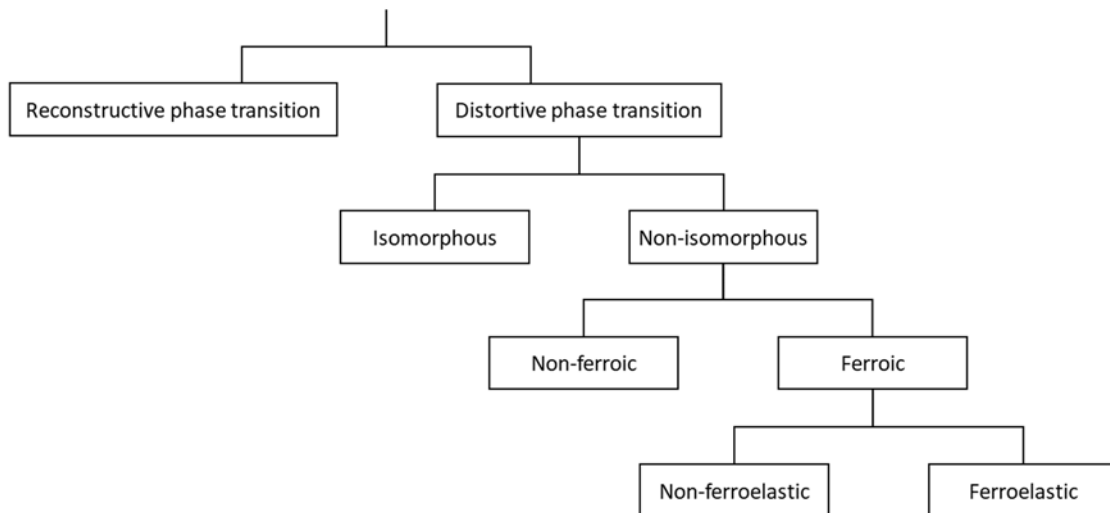 Reconstructive phase transition
Distortive phase transition
Isomorphous
Non-isomorphous
Non-ferroic
Ferroic
Non-ferroelastic
Ferroelastic